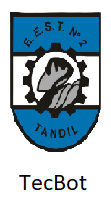 E.E.S.T. Nº 2
TANDIL
TecBot